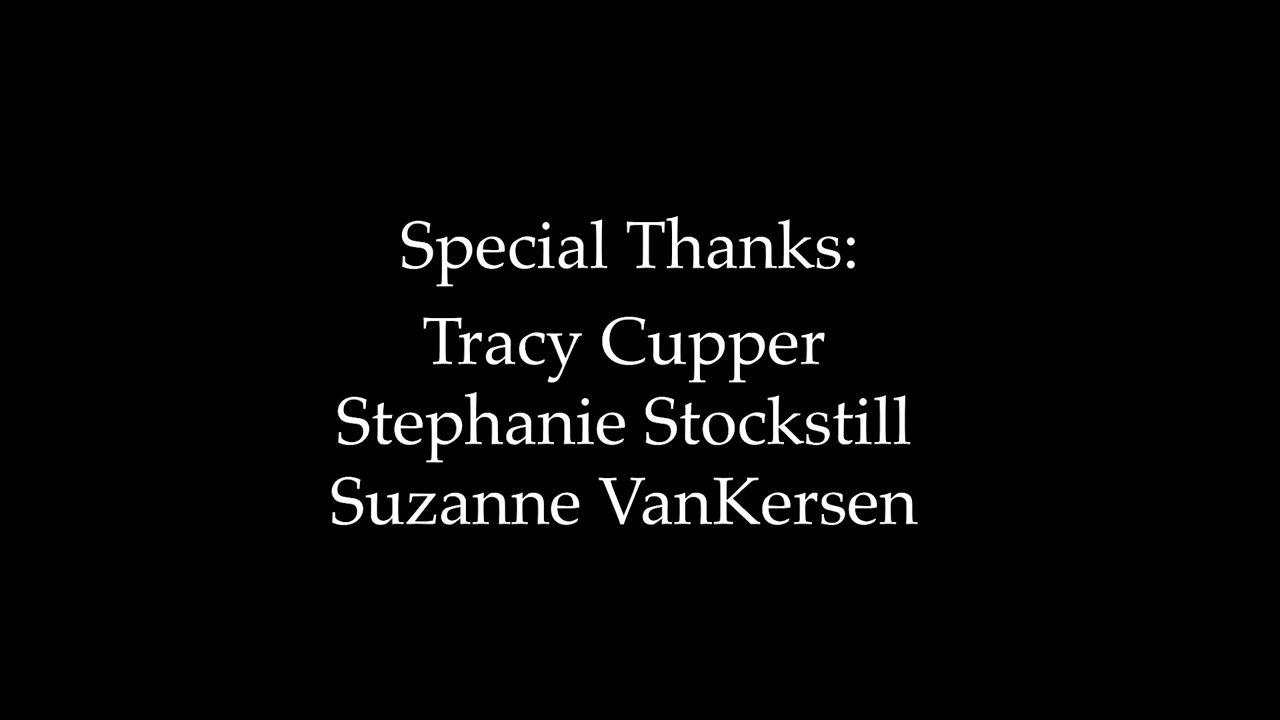 Special Thanks:
Tracy Cupper
Stephanie Stockstill
Suzanne VanKersen